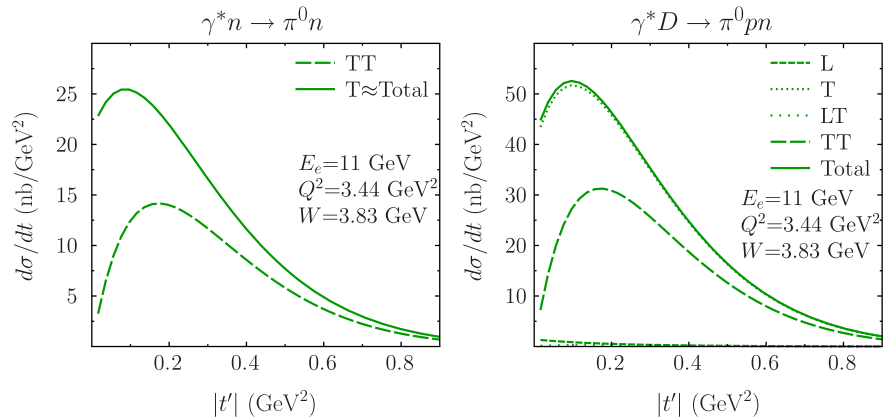 γ*n → π⁰n
dσ/dt (nb/GeV²)
25
20
15
10
5
0.2 0.4 0.6 0.8
|t′| (GeV²)
TT
T≈Total
E_e=11 GeV
Q²=3.44 GeV²
W=3.83 GeV
γ*D → π⁰pn
dσ/dt (nb/GeV²)
50
40
30
20
10
0.2 0.4 0.6 0.8
|t′| (GeV²)
L
T
LT
TT
Total
E_e=11 GeV
Q²=3.44 GeV²
W=3.83 GeV